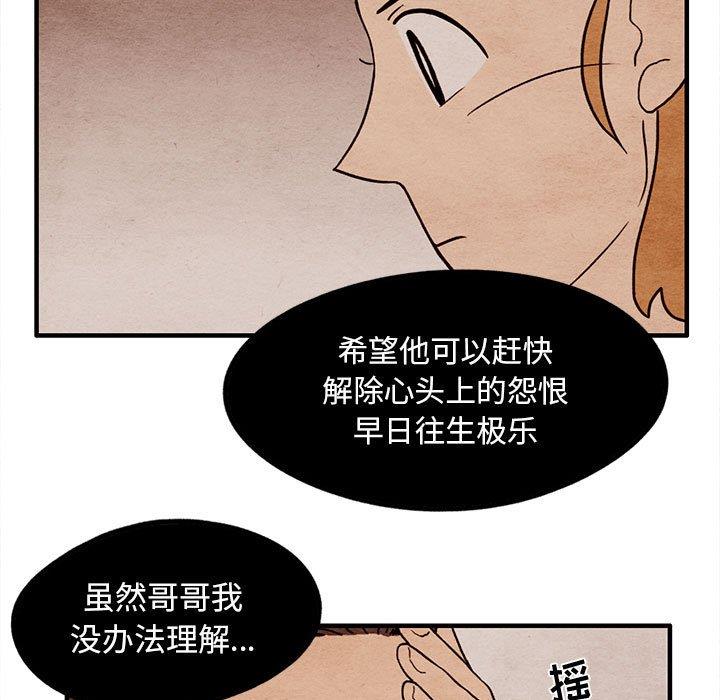 希望他可以赶快
解除心头上的怨恨
早日往生极乐
虽然哥哥我
没办法理解...
摇